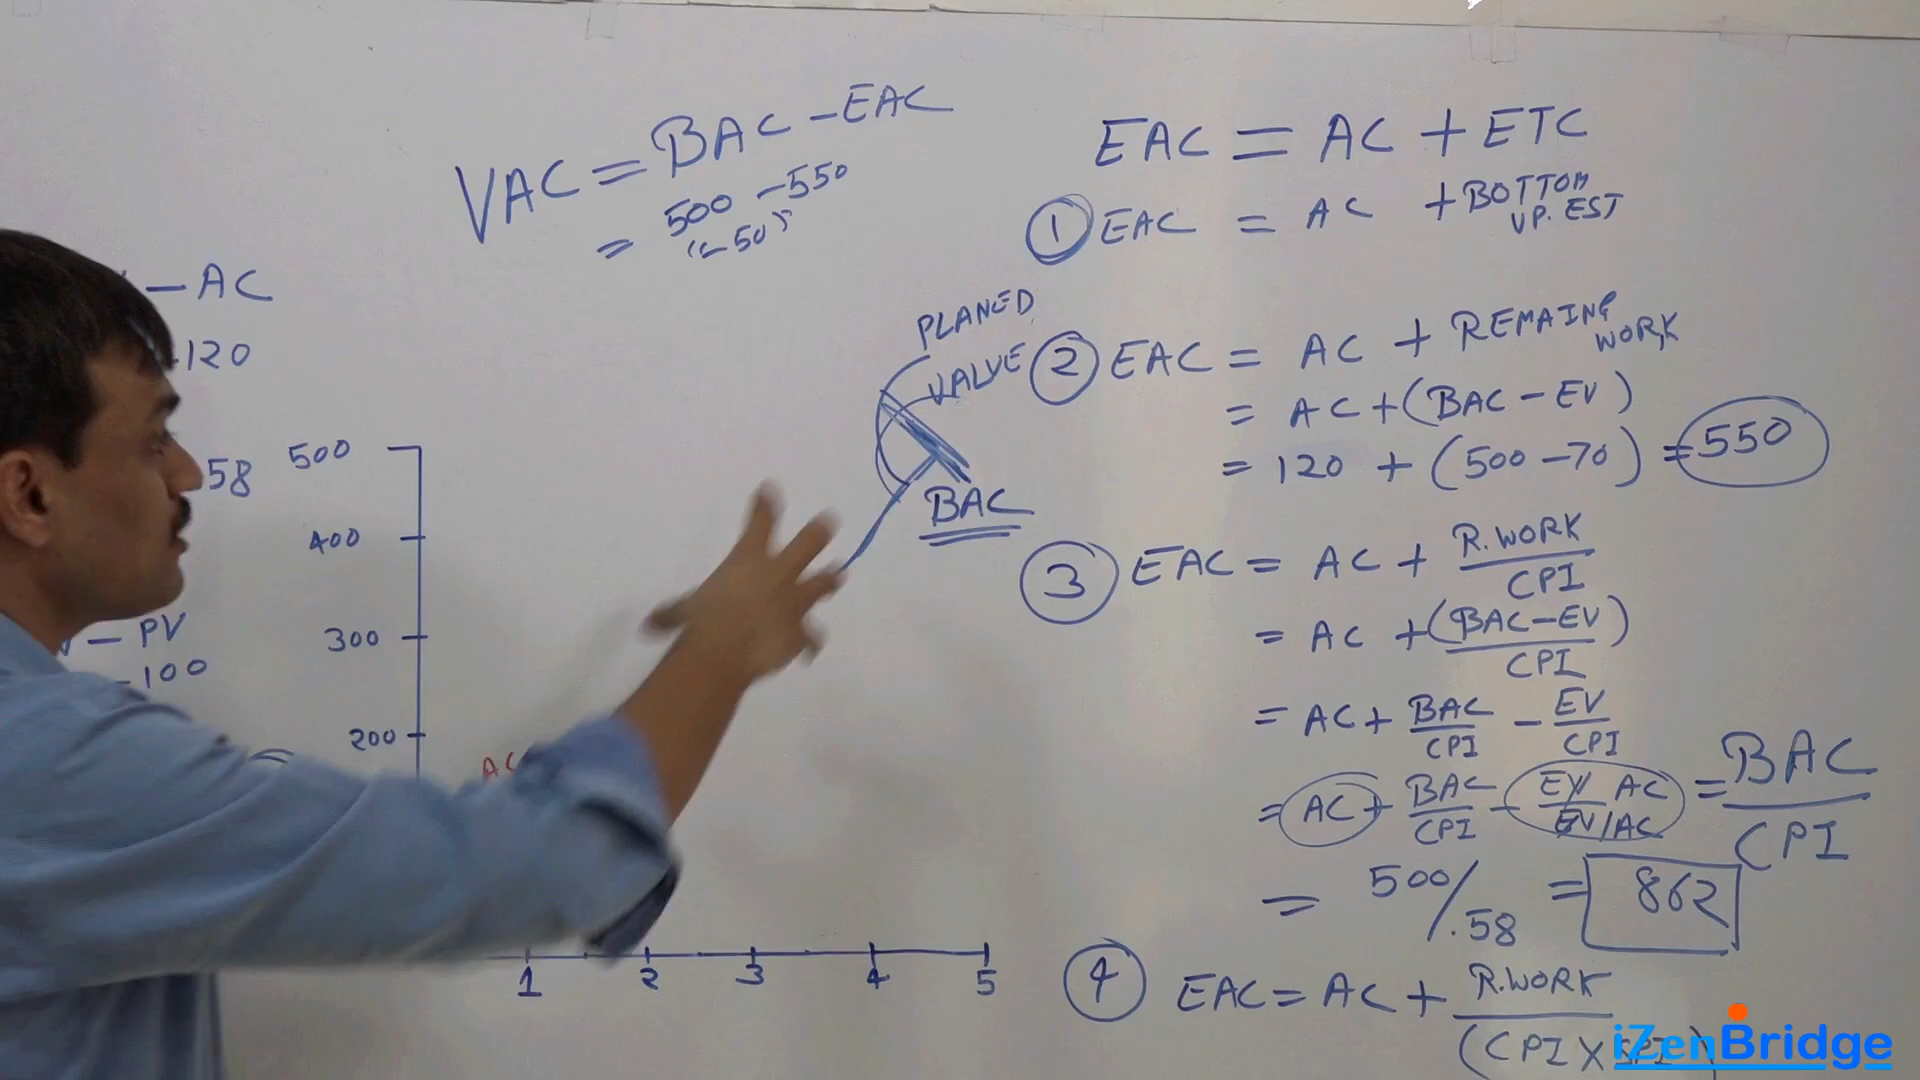 VAC = BAC - EAC
= 500 - 550
(-50)
- AC
120
58
- PV
- 100
500
400
300
200
AC
1 2 3 4 5
PLANED
VALVE
BAC
EAC = AC + ETC
① EAC = AC + BOTTOM
UP. EST
② EAC = AC + REMAING
WORK
= AC + (BAC - EV)
= 120 + (500 - 70) = 550
③ EAC = AC + R.WORK / CPI
= AC + (BAC - EV) / CPI
= AC + BAC / CPI - EV / CPI
= AC + BAC / CPI - EV AC / EV/AC = BAC / CPI
= 500/.58 = 862
④ EAC = AC + R.WORK / (CPI X SPI)
iZenBridge